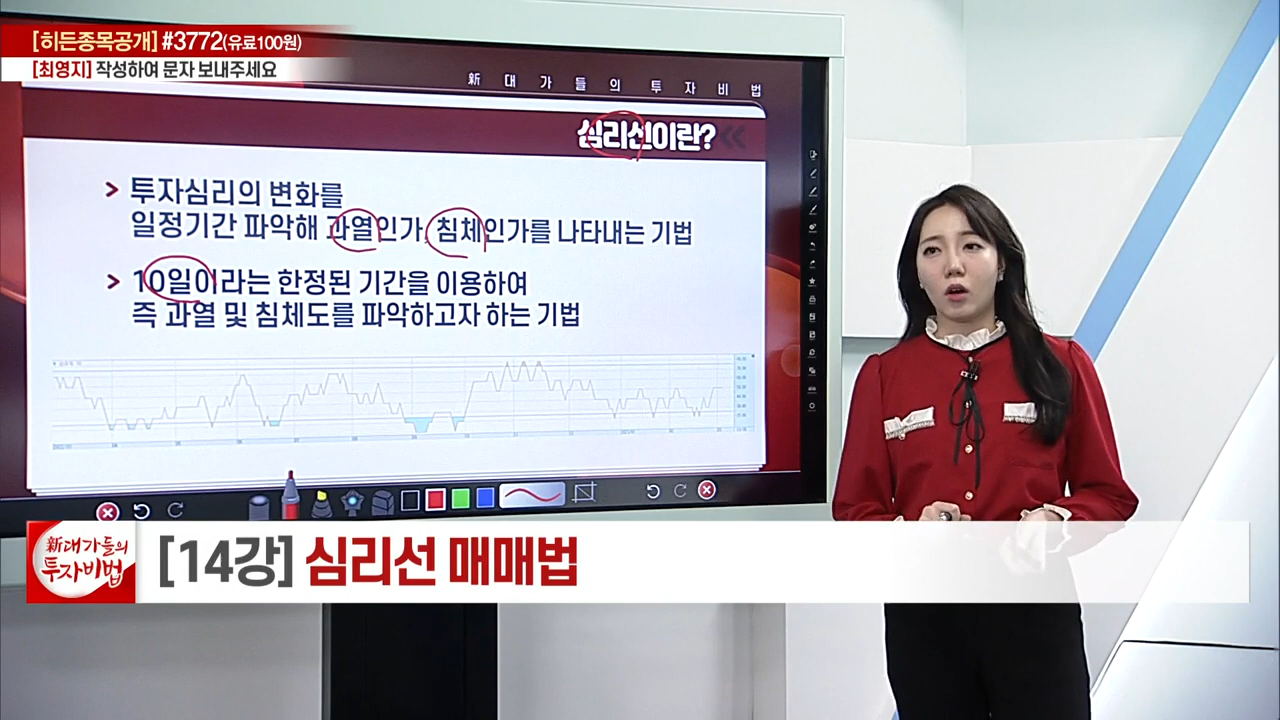 [히든종목공개] #3772(유료100원)
[최영지] 작성하여 문자 보내주세요
新 대 가 들 의 투 자 비 법
심리선이란?
> 투자심리의 변화를
일정기간 파악해 과열인가, 침체인가를 나타내는 기법
> 10일이라는 한정된 기간을 이용하여
즉 과열 및 침체도를 파악하고자 하는 기법
新대가들의
투자비법
[14강] 심리선 매매법